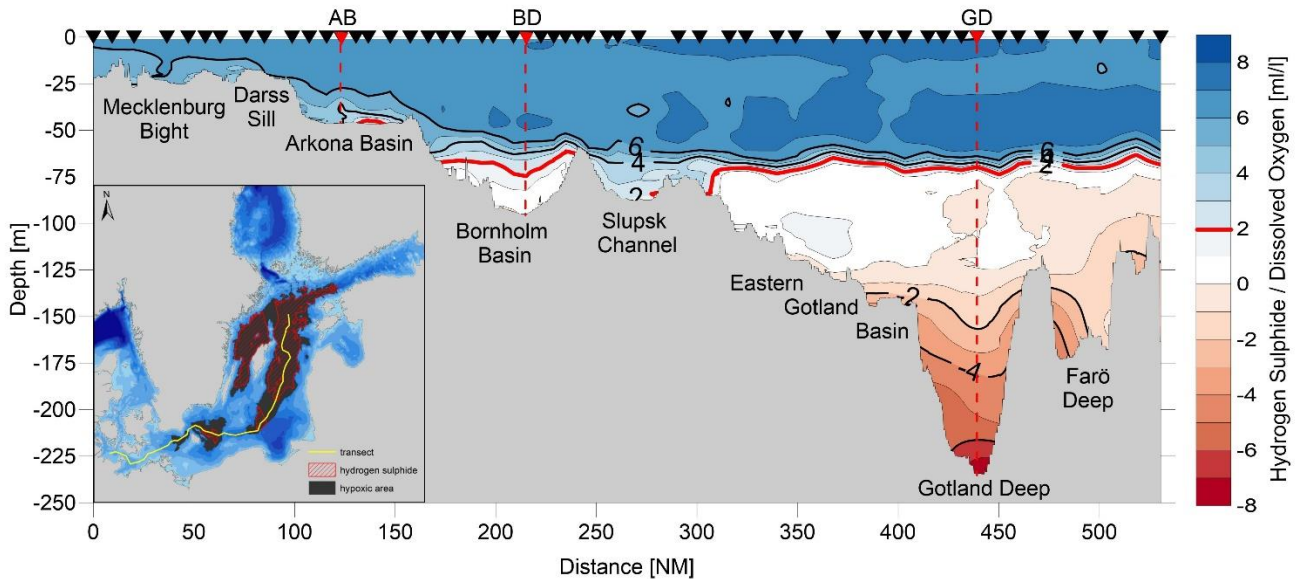 AB BD GD
0
-25
-50
-75
-100
-125
-150
-175
-200
-225
-250
Depth [m]
Mecklenburg
Bight
Darss
Sill
Arkona Basin
Bornholm
Basin
Slupsk
Channel
Eastern
Gotland
Basin
Gotland Deep
Farö
Deep
6
4
2
6
2
-2
-4
N
transect
hydrogen sulphide
hypoxic area
0 50 100 150 200 250 300 350 400 450 500
Distance [NM]
8
6
4
2
0
-2
-4
-6
-8
Hydrogen Sulphide / Dissolved Oxygen [ml/l]